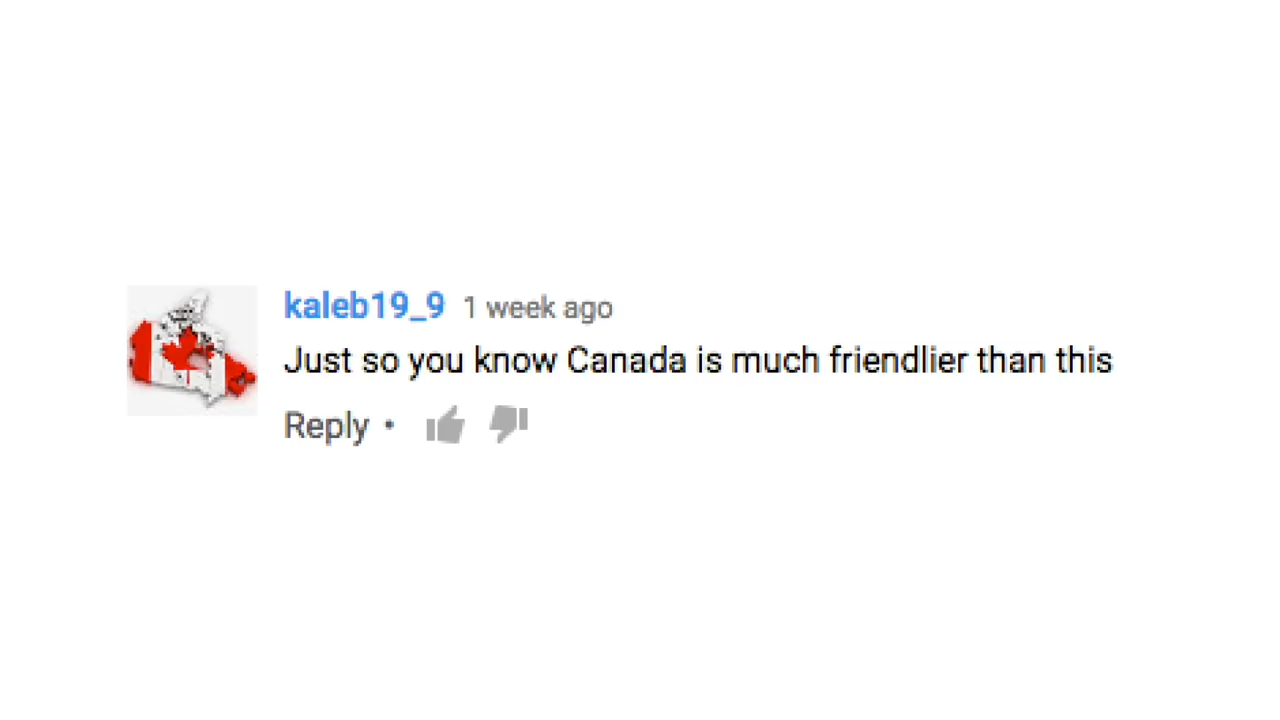 kaleb19_9 1 week ago
Just so you know Canada is much friendlier than this
Reply •